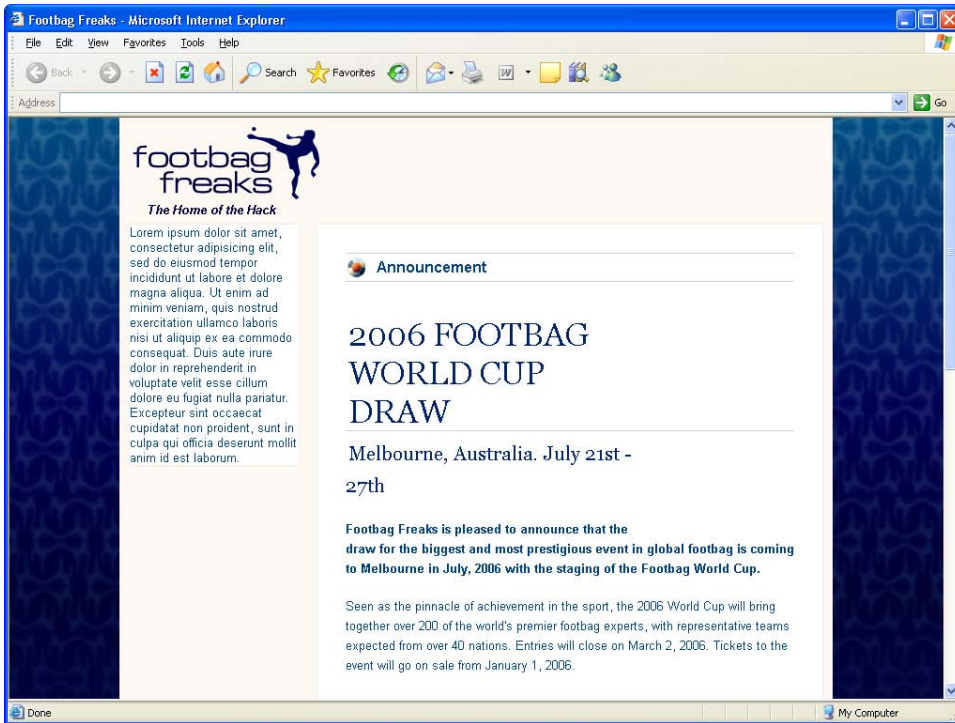 Footbag Freaks - Microsoft Internet Explorer
File Edit View Favorites Tools Help
Back Search Favorites
Address Go
footbag
freaks
The Home of the Hack
Lorem ipsum dolor sit amet,
consectetur adipisicing elit,
sed do eiusmod tempor
incididunt ut labore et dolore
magna aliqua. Ut enim ad
minim veniam, quis nostrud
exercitation ullamco laboris
nisi ut aliquip ex ea commodo
consequat. Duis aute irure
dolor in reprehenderit in
voluptate velit esse cillum
dolore eu fugiat nulla pariatur.
Excepteur sint occaecat
cupidatat non proident, sunt in
culpa qui officia deserunt mollit
anim id est laborum.
Announcement
2006 FOOTBAG
WORLD CUP
DRAW
Melbourne, Australia. July 21st -
27th
Footbag Freaks is pleased to announce that the
draw for the biggest and most prestigious event in global footbag is coming
to Melbourne in July, 2006 with the staging of the Footbag World Cup.
Seen as the pinnacle of achievement in the sport, the 2006 World Cup will bring
together over 200 of the world's premier footbag experts, with representative teams
expected from over 40 nations. Entries will close on March 2, 2006. Tickets to the
event will go on sale from January 1, 2006.
Done My Computer